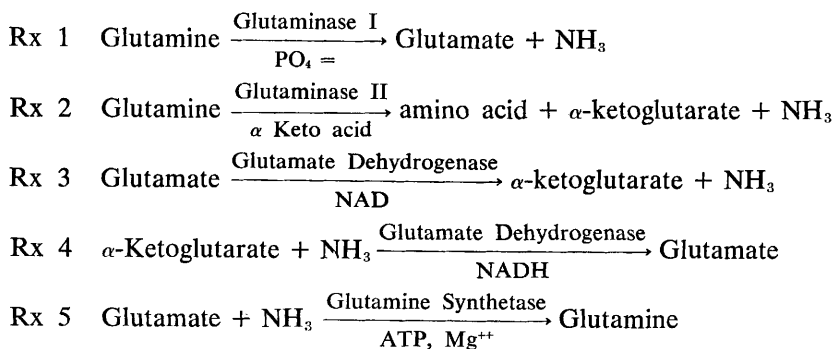 Glutaminase I
Rx 1 Glutamine → Glutamate + NH₃
PO₄ =
Glutaminase II
Rx 2 Glutamine → amino acid + α-ketoglutarate + NH₃
α Keto acid
Glutamate Dehydrogenase
Rx 3 Glutamate → α-ketoglutarate + NH₃
NAD
Glutamate Dehydrogenase
Rx 4 α-Ketoglutarate + NH₃ → Glutamate
NADH
Glutamine Synthetase
Rx 5 Glutamate + NH₃ → Glutamine
ATP, Mg⁺⁺